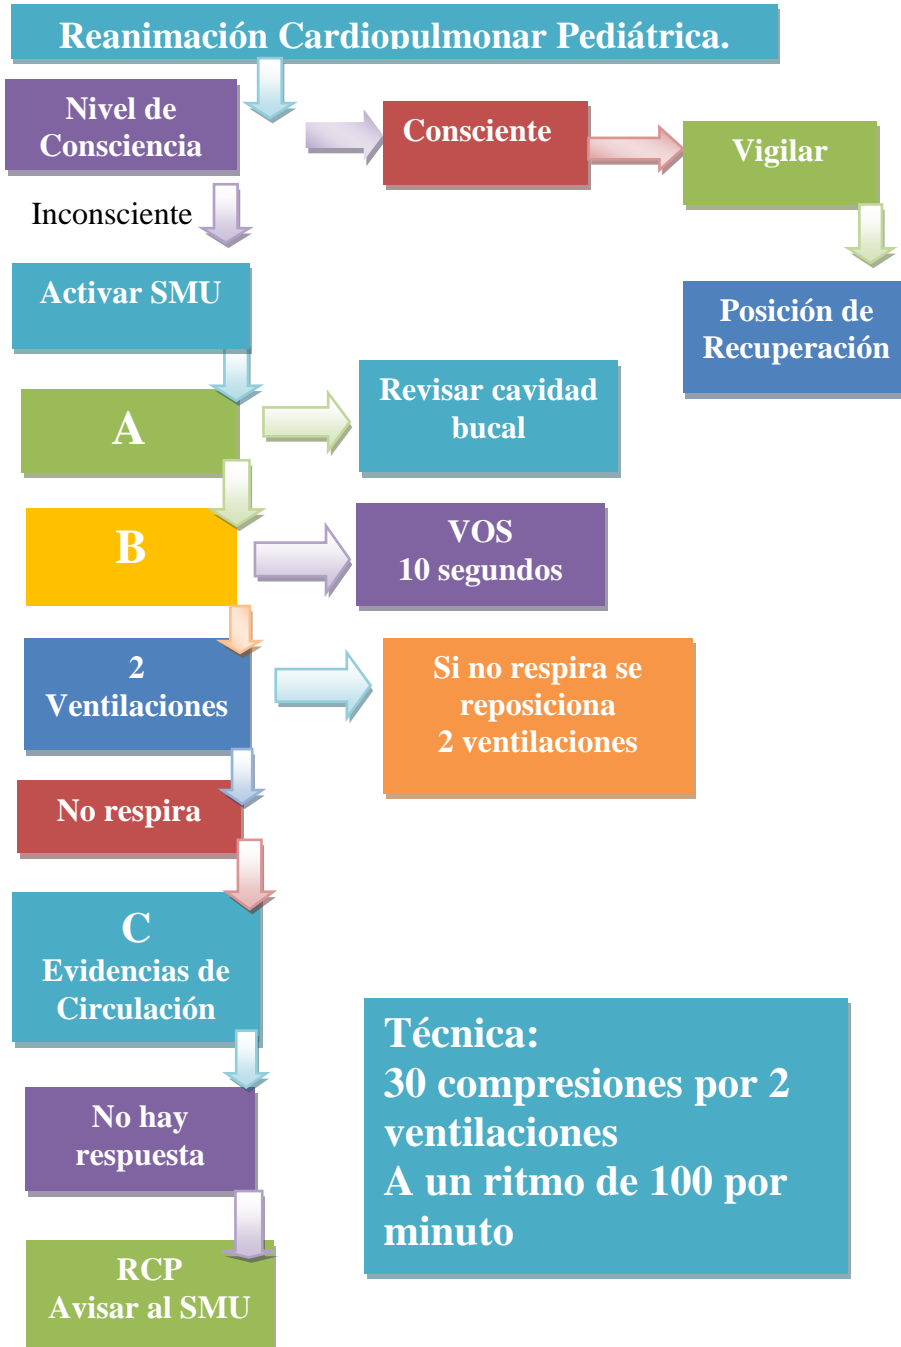 Reanimación Cardiopulmonar Pediátrica.
Nivel de
Consciencia
Consciente
Vigilar
Inconsciente
Activar SMU
Posición de
Recuperación
A
Revisar cavidad
bucal
B
VOS
10 segundos
2
Ventilaciones
Si no respira se
reposiciona
2 ventilaciones
No respira
C
Evidencias de
Circulación
No hay
respuesta
Técnica:
30 compresiones por 2
ventilaciones
A un ritmo de 100 por
minuto
RCP
Avisar al SMU